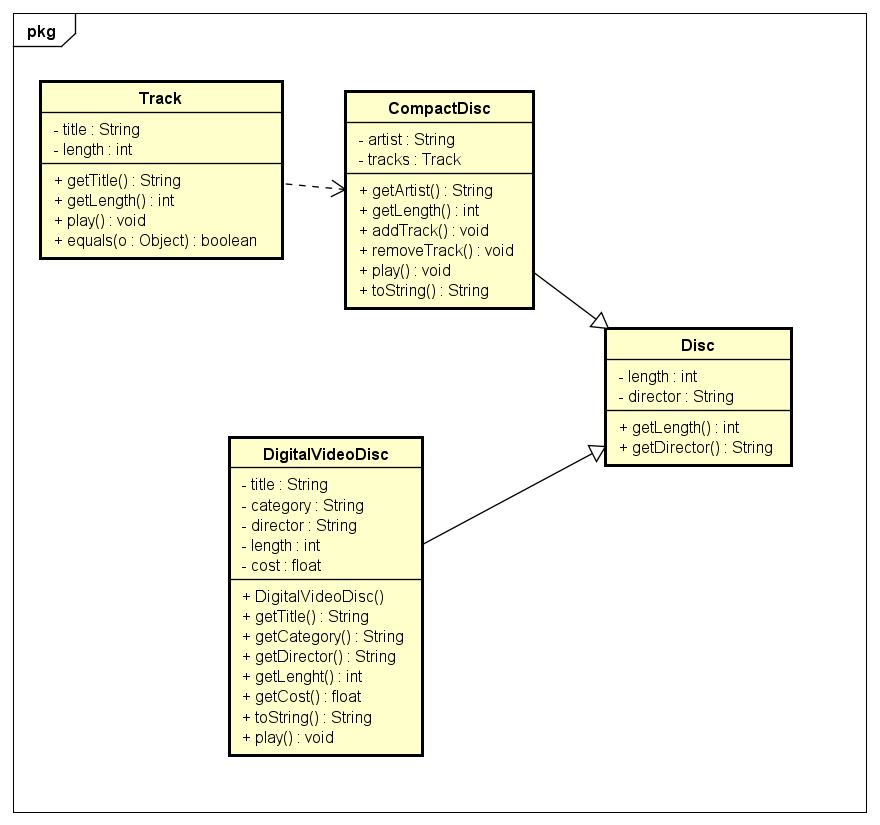 pkg
Track
- title : String
- length : int
+ getTitle() : String
+ getLength() : int
+ play() : void
+ equals(o : Object) : boolean
CompactDisc
- artist : String
- tracks : Track
+ getArtist() : String
+ getLength() : int
+ addTrack() : void
+ removeTrack() : void
+ play() : void
+ toString() : String
Disc
- length : int
- director : String
+ getLength() : int
+ getDirector() : String
DigitalVideoDisc
- title : String
- category : String
- director : String
- length : int
- cost : float
+ DigitalVideoDisc()
+ getTitle() : String
+ getCategory() : String
+ getDirector() : String
+ getLenght() : int
+ getCost() : float
+ toString() : String
+ play() : void